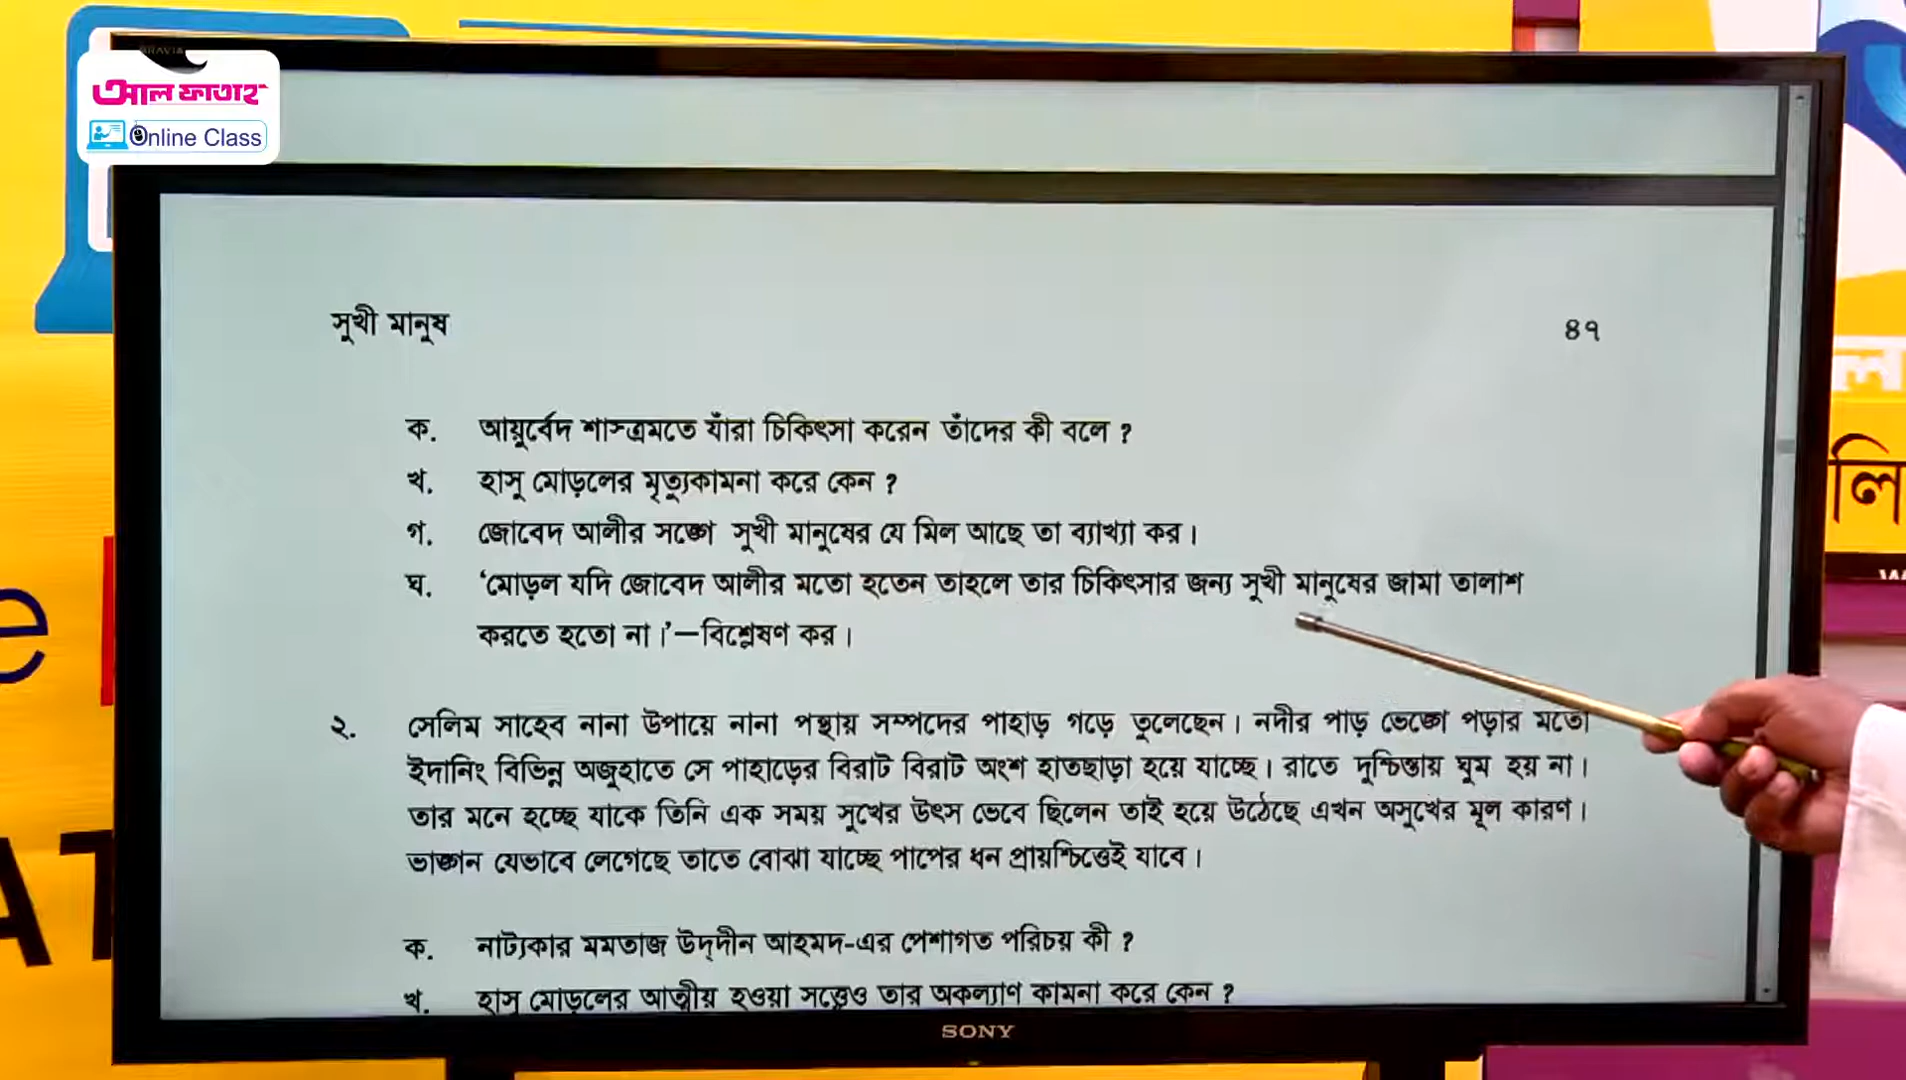 BRAVIA
আল ফাতাহ
Online Class
সুখী মানুষ
৪৭
ক. আয়ুর্বেদ শাস্ত্রমতে যাঁরা চিকিৎসা করেন তাঁদের কী বলে ?
খ. হাসু মোড়লের মৃত্যুকামনা করে কেন ?
গ. জোবেদ আলীর সঙ্গে সুখী মানুষের যে মিল আছে তা ব্যাখ্যা কর।
ঘ. ‘মোড়ল যদি জোবেদ আলীর মতো হতেন তাহলে তার চিকিৎসার জন্য সুখী মানুষের জামা তালাশ
করতে হতো না।’—বিশ্লেষণ কর।
২. সেলিম সাহেব নানা উপায়ে নানা পন্থায় সম্পদের পাহাড় গড়ে তুলেছেন। নদীর পাড় ভেঙ্গে পড়ার মতো
ইদানিং বিভিন্ন অজুহাতে সে পাহাড়ের বিরাট বিরাট অংশ হাতছাড়া হয়ে যাচ্ছে। রাতে দুশ্চিন্তায় ঘুম হয় না।
তার মনে হচ্ছে যাকে তিনি এক সময় সুখের উৎস ভেবে ছিলেন তাই হয়ে উঠেছে এখন অসুখের মূল কারণ।
ভাঙ্গন যেভাবে লেগেছে তাতে বোঝা যাচ্ছে পাপের ধন প্রায়শ্চিত্তেই যাবে।
ক. নাট্যকার মমতাজ উদ্‌দীন আহমদ-এর পেশাগত পরিচয় কী ?
খ. হাসু মোড়লের আত্মীয় হওয়া সত্ত্বেও তার অকল্যাণ কামনা করে কেন ?
SONY